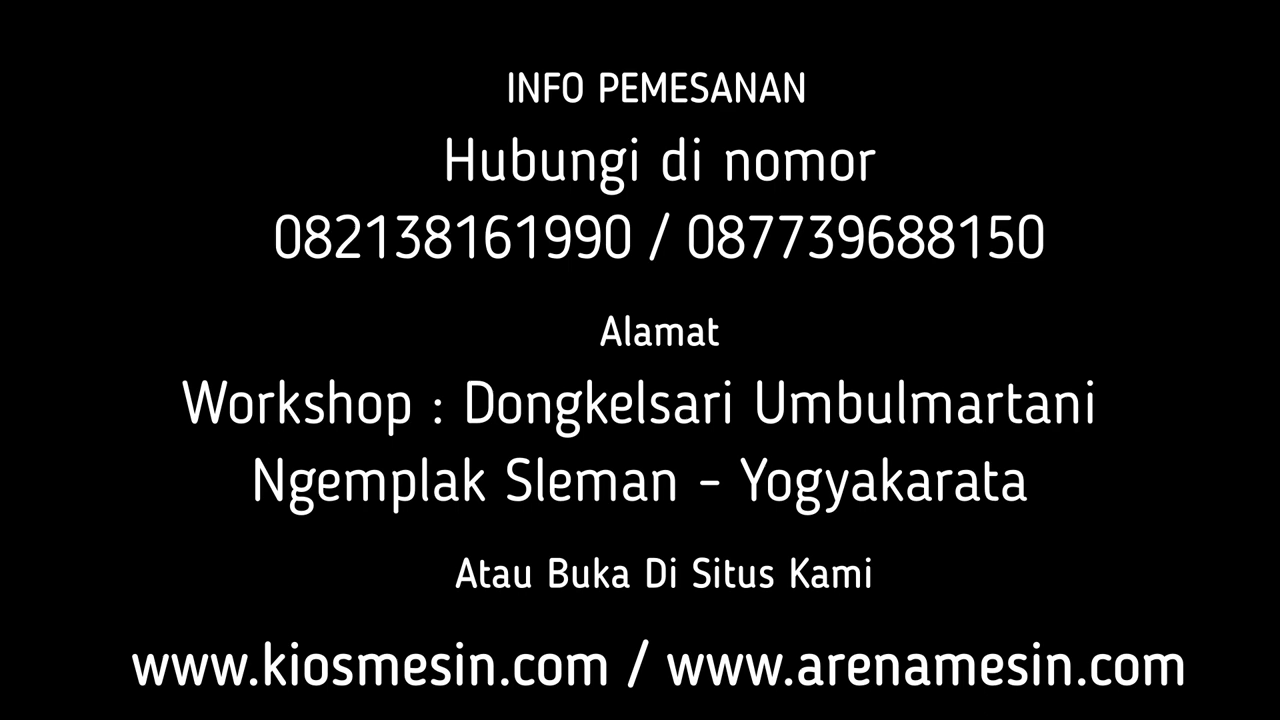 INFO PEMESANAN
Hubungi di nomor
082138161990 / 087739688150
Alamat
Workshop : Dongkelsari Umbulmartani
Ngemplak Sleman - Yogyakarata
Atau Buka Di Situs Kami
www.kiosmesin.com / www.arenamesin.com